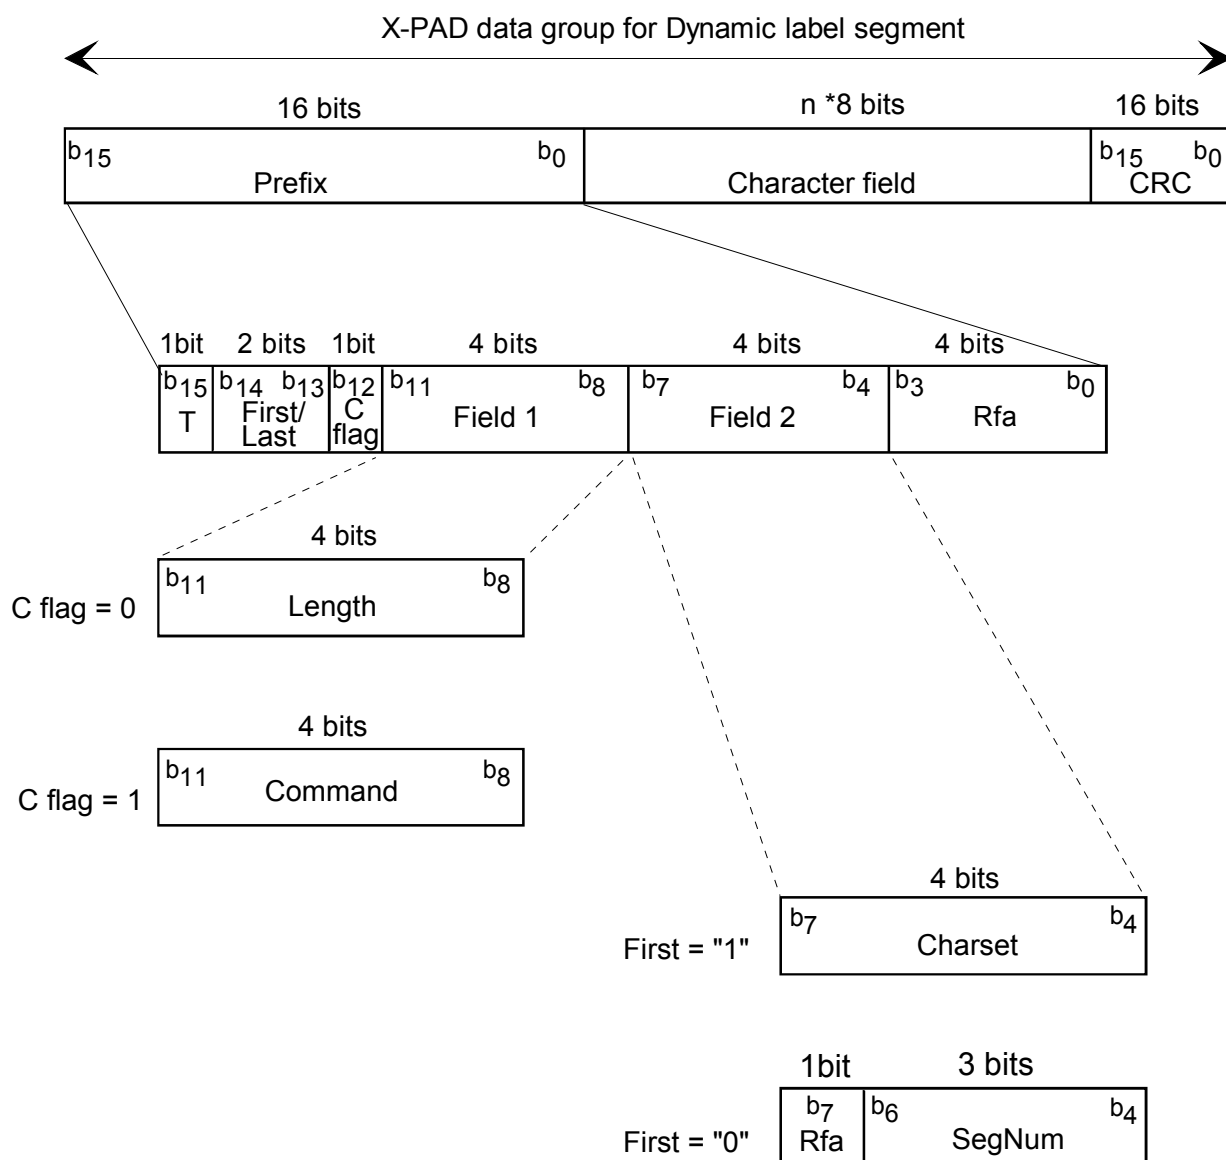 X-PAD data group for Dynamic label segment
16 bits n *8 bits 16 bits
b15 b0 b15 b0
Prefix Character field CRC
1bit 2 bits 1bit 4 bits 4 bits 4 bits
b15 b14 b13 b12 b11 b8 b7 b4 b3 b0
T First/ Last C flag Field 1 Field 2 Rfa
4 bits
b11 b8
C flag = 0 Length
4 bits
b11 b8
C flag = 1 Command
4 bits
b7 b4
First = "1" Charset
1bit 3 bits
b7 b6 b4
First = "0" Rfa SegNum